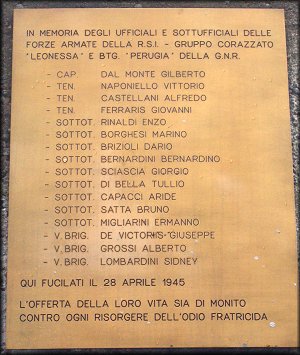 IN MEMORIA DEGLI UFFICIALI E SOTTUFFICIALI DELLE
FORZE ARMATE DELLA R.S.I. - GRUPPO CORAZZATO
"LEONESSA" E BTG. "PERUGIA" DELLA G.N.R.
- CAP. DAL MONTE GILBERTO
- TEN. NAPONIELLO VITTORIO
- TEN. CASTELLANI ALFREDO
- TEN. FERRARIS GIOVANNI
- SOTTOT. RINALDI ENZO
- SOTTOT. BORGHESI MARINO
- SOTTOT. BRIZIOLI DARIO
- SOTTOT. BERNARDINI BERNARDINO
- SOTTOT. SCIASCIA GIORGIO
- SOTTOT. DI BELLA TULLIO
- SOTTOT. CAPACCI ARIDE
- SOTTOT. SATTA BRUNO
- SOTTOT. MIGLIARINI ERMANNO
- V. BRIG. DE VICTORIS GIUSEPPE
- V. BRIG. GROSSI ALBERTO
- V. BRIG. LOMBARDINI SIDNEY
QUI FUCILATI IL 28 APRILE 1945
L'OFFERTA DELLA LORO VITA SIA DI MONITO
CONTRO OGNI RISORGERE DELL'ODIO FRATRICIDA